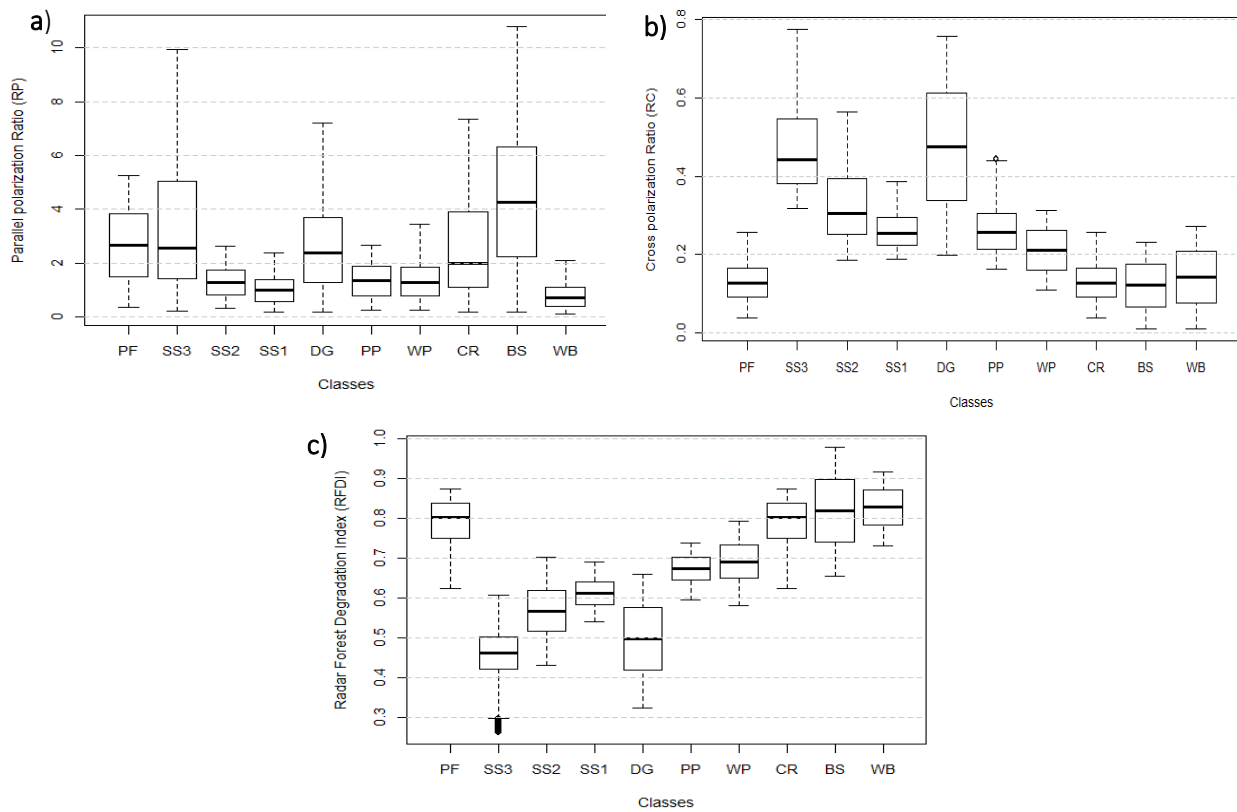 a)
Parallel polarization Ratio (RP)
10
8
6
4
2
0
PF SS3 SS2 SS1 DG PP WP CR BS WB
Classes
b)
Cross polarization Ratio (RC)
0.8
0.6
0.4
0.2
0.0
PF SS3 SS2 SS1 DG PP WP CR BS WB
Classes
c)
Radar Forest Degradation Index (RFDI)
1.0
0.9
0.8
0.7
0.6
0.5
0.4
0.3
PF SS3 SS2 SS1 DG PP WP CR BS WB
Classes